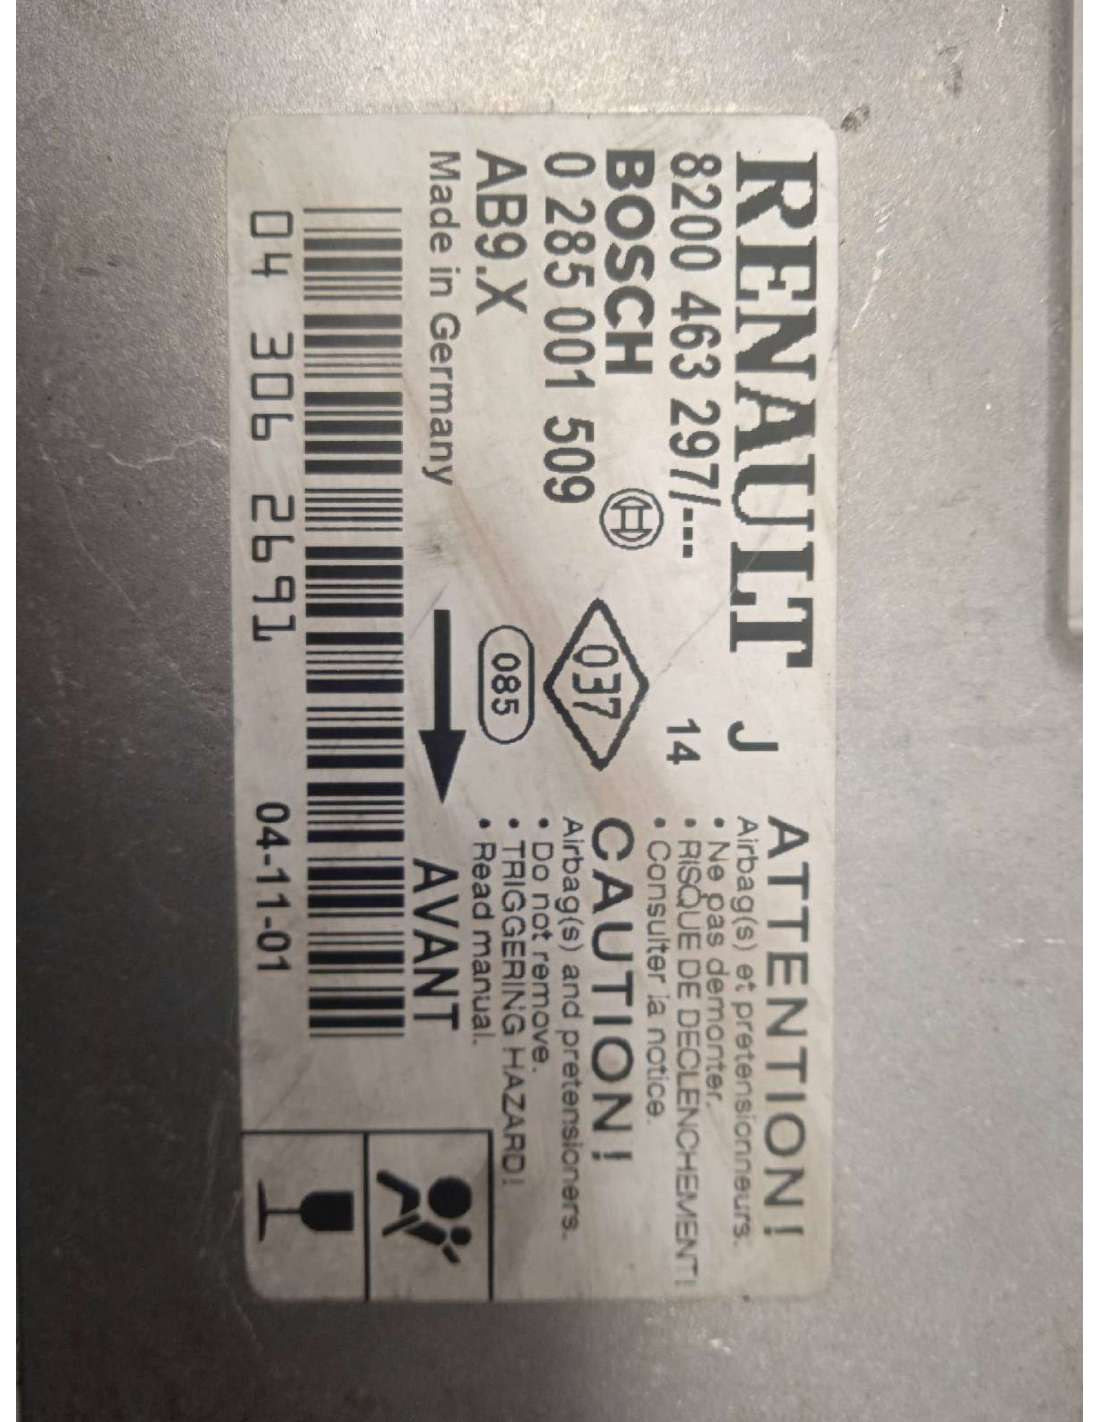 RENAULT J
8200 463 297/--- 14
BOSCH
0 285 001 509
037
AB9.X
085
Made in Germany
AVANT
04 306 2691
04-11-01
ATTENTION!
Airbag(s) et pretensionneurs.
• Ne pas demonter.
• RISQUE DE DECLENCHEMENT!
• Consulter la notice.
CAUTION!
Airbag(s) and pretensioners.
• Do not remove.
• TRIGGERING HAZARD!
• Read manual.